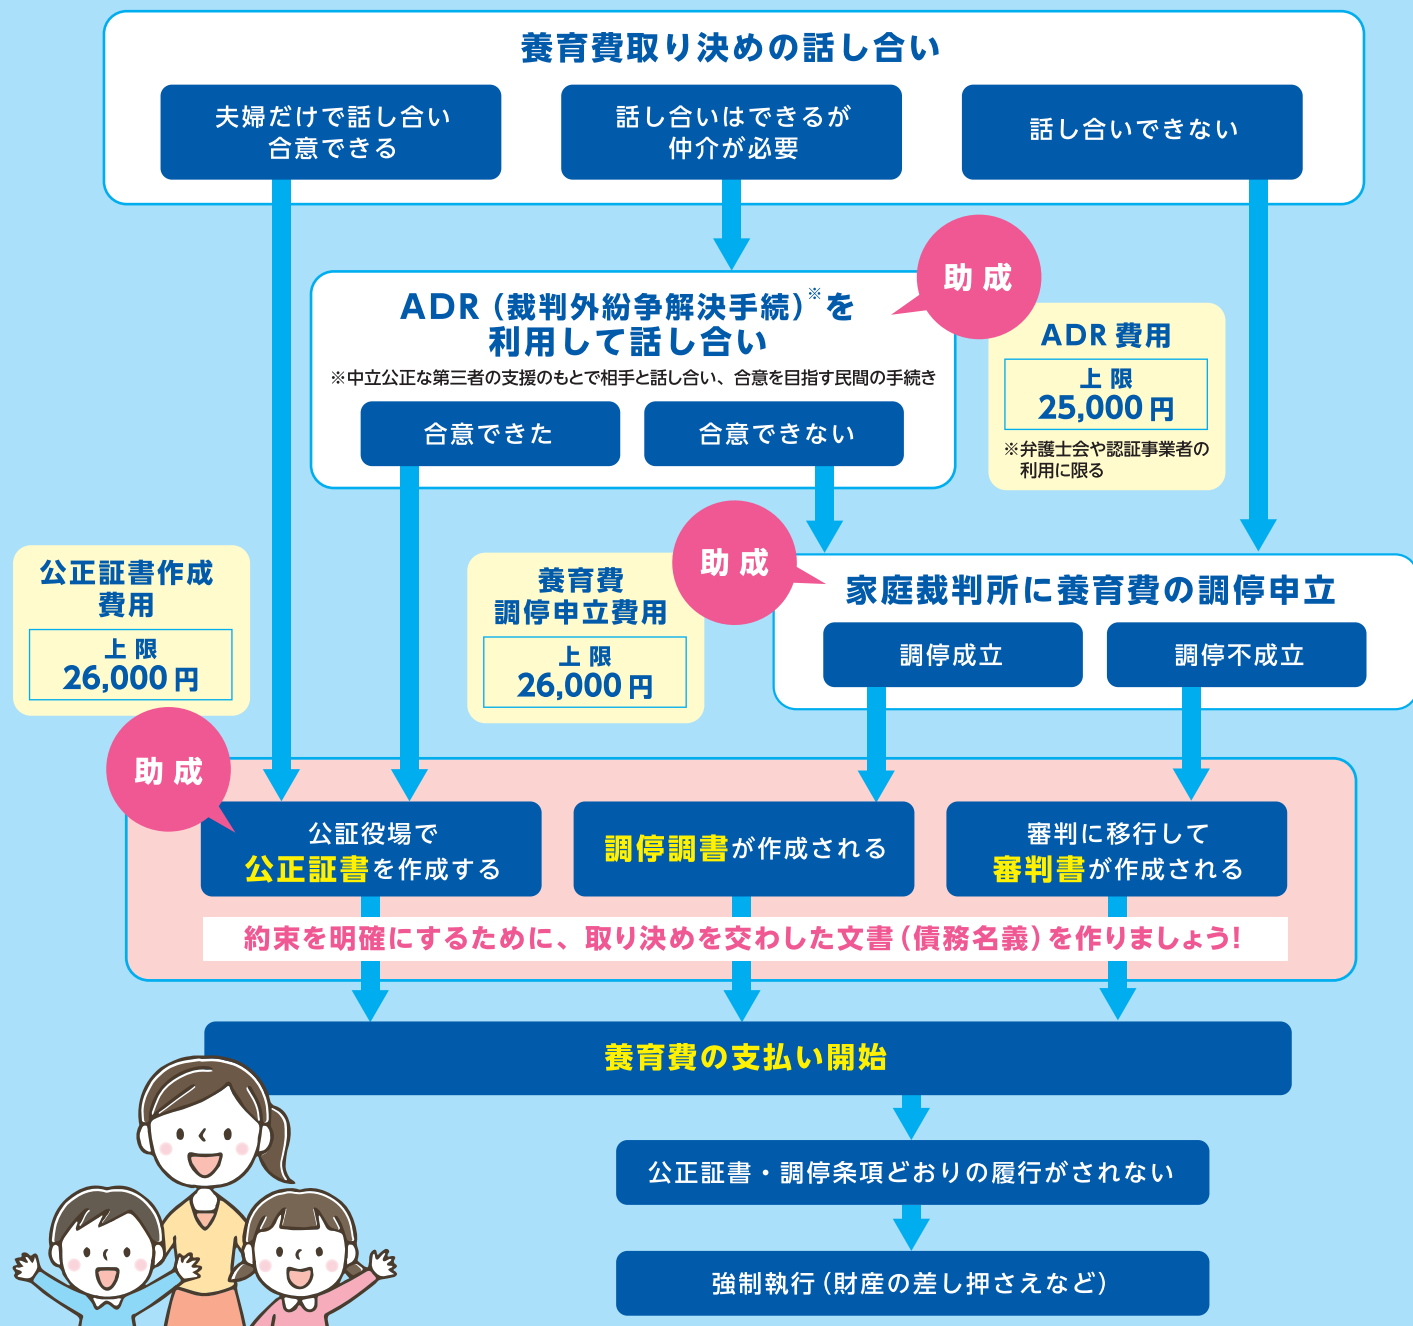 養育費取り決めの話し合い
夫婦だけで話し合い
合意できる
話し合いはできるが
仲介が必要
話し合いできない
助成
ADR（裁判外紛争解決手続）※を
利用して話し合い
※中立公正な第三者の支援のもとで相手と話し合い、合意を目指す民間の手続き
合意できた
合意できない
ADR 費用
上限
25,000 円
※弁護士会や認証事業者の
利用に限る
助成
養育費
調停申立費用
上限
26,000 円
家庭裁判所に養育費の調停申立
調停成立
調停不成立
公正証書作成
費用
上限
26,000 円
助成
公証役場で
公正証書を作成する
調停調書が作成される
審判に移行して
審判書が作成される
約束を明確にするために、取り決めを交わした文書（債務名義）を作りましょう！
養育費の支払い開始
公正証書・調停条項どおりの履行がされない
強制執行（財産の差し押さえなど）